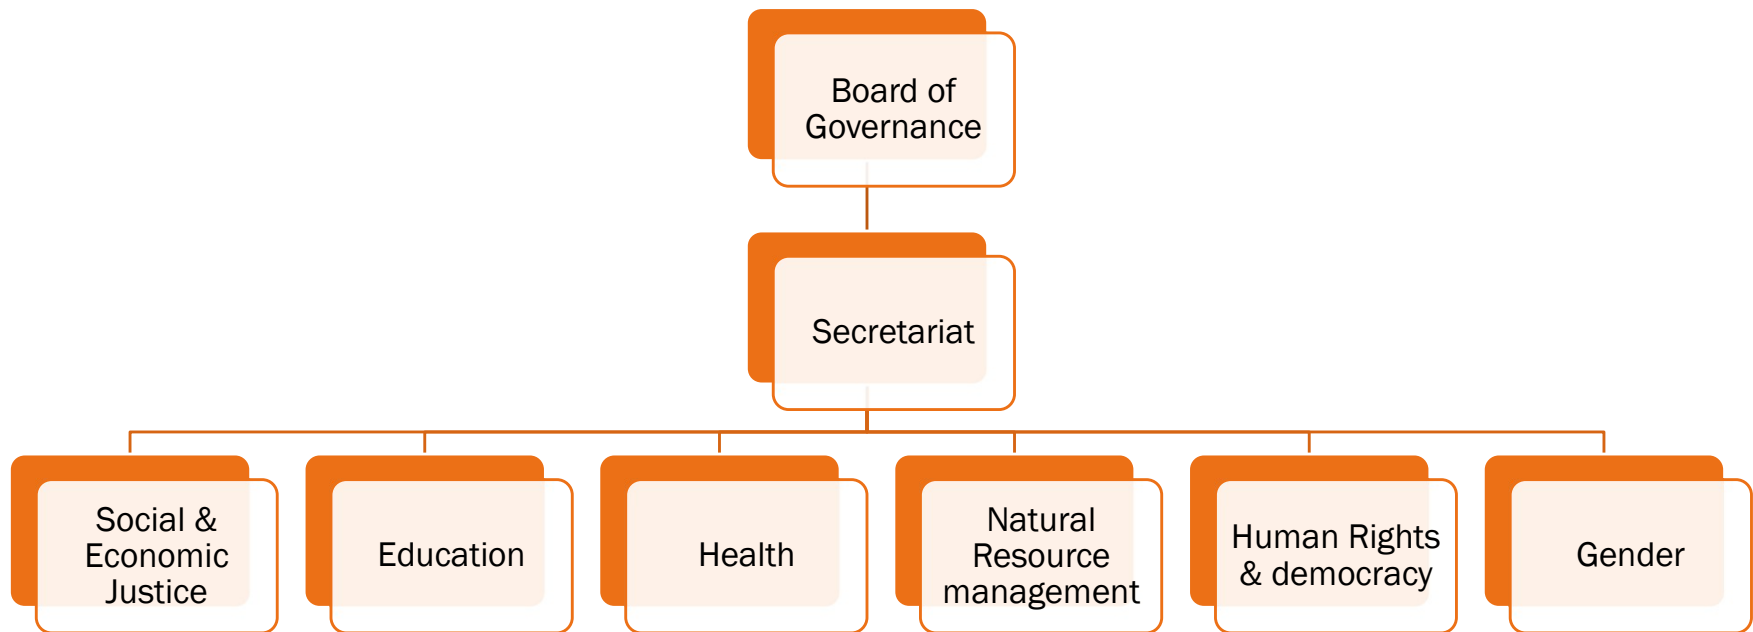 Board of
Governance
Secretariat
Social &
Economic
Justice
Education
Health
Natural
Resource
management
Human Rights
& democracy
Gender